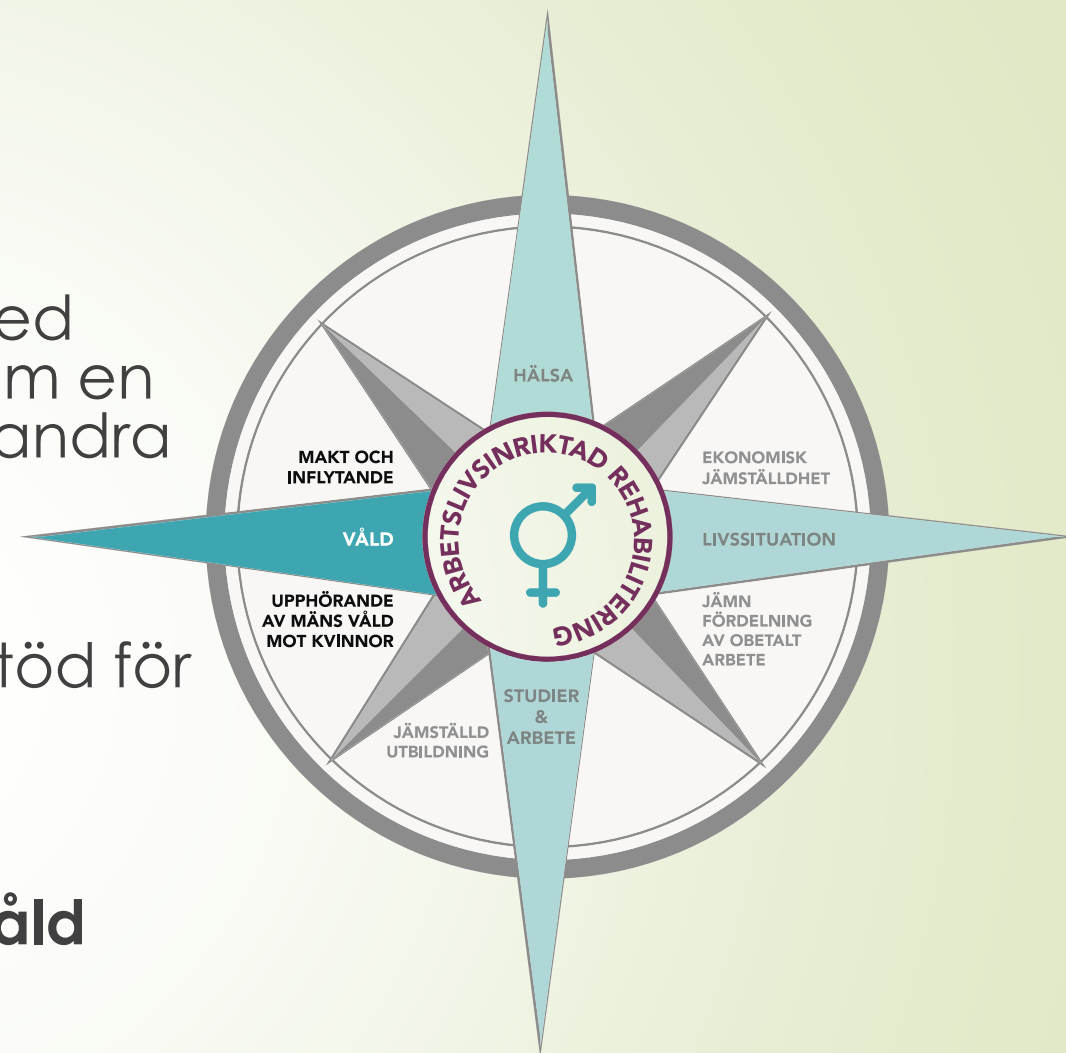 ed
m en
andra
töd för
åld
HÄLSA
MAKT OCH
INFLYTANDE
EKONOMISK
JÄMSTÄLLDHET
ARBETSLIVSINRIKTAD REHABILITERING
VÅLD
LIVSSITUATION
UPPHÖRANDE
AV MÄNS VÅLD
MOT KVINNOR
JÄMN
FÖRDELNING
AV OBETALT
ARBETE
STUDIER
&
ARBETE
JÄMSTÄLLD
UTBILDNING